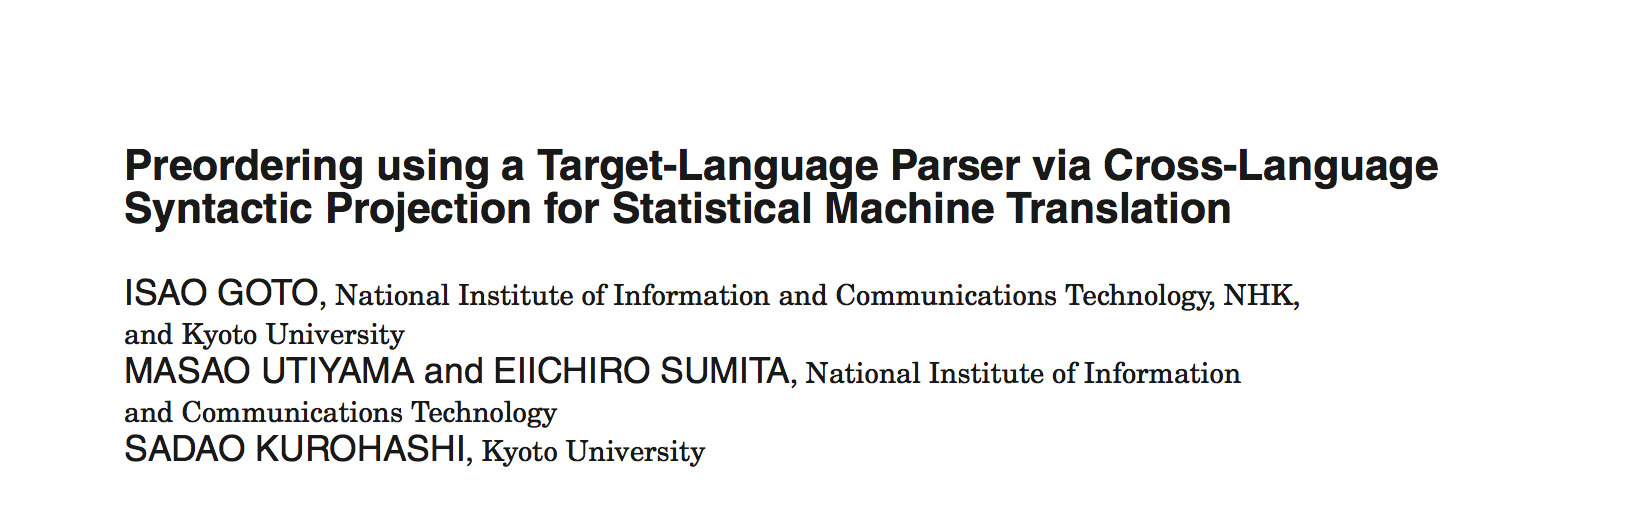 Preordering using a Target-Language Parser via Cross-Language
Syntactic Projection for Statistical Machine Translation
ISAO GOTO, National Institute of Information and Communications Technology, NHK,
and Kyoto University
MASAO UTIYAMA and EIICHIRO SUMITA, National Institute of Information
and Communications Technology
SADAO KUROHASHI, Kyoto University